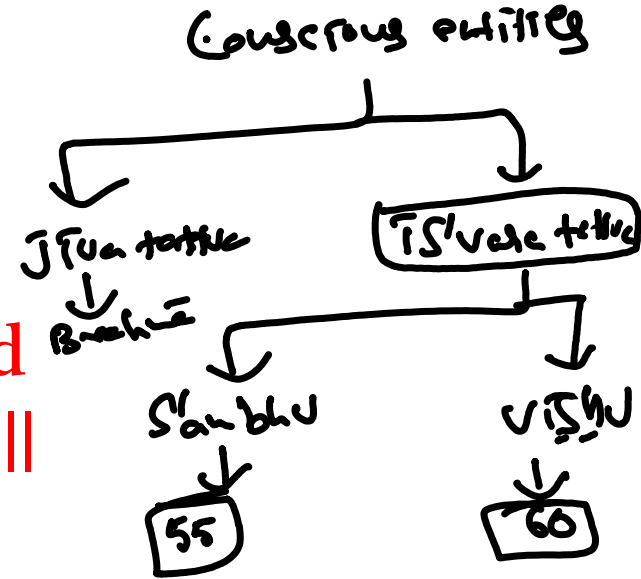 Conscious entities
Jīva tattva
Īśvara tattva
Brahmā
d
Śambhu
Viṣṇu
||
55
60